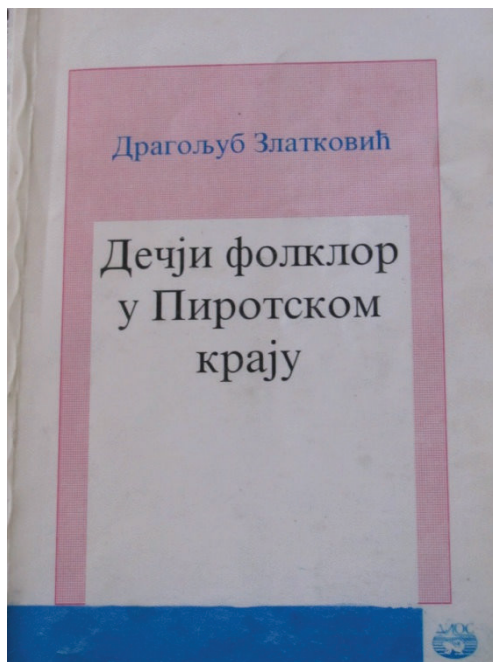 Драгољуб Златковић
Дечји фолклор
у Пиротском
крају